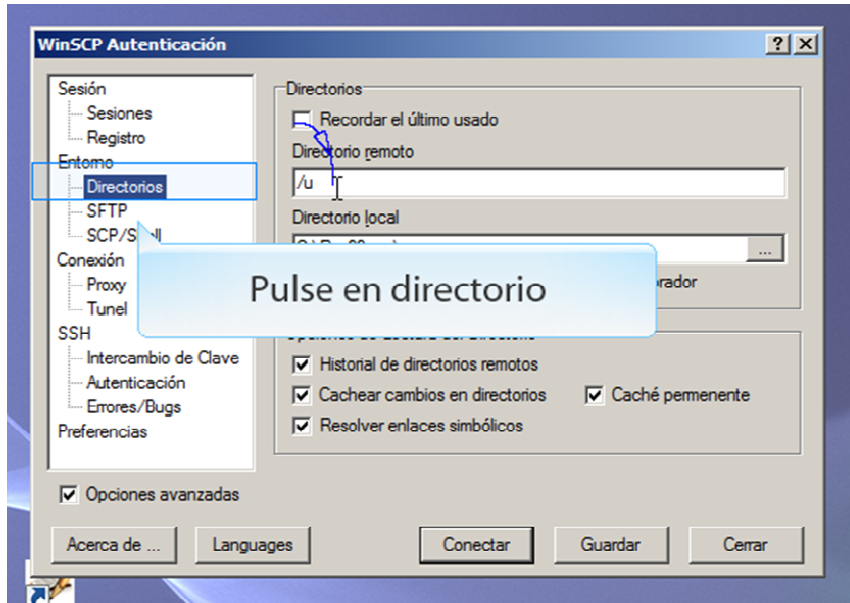 WinSCP Autenticación
Sesión
Sesiones
Registro
Entorno
Directorios
SFTP
Conexión
Proxy
Tunel
SSH
Intercambio de Clave
Autenticación
Errores/Bugs
Preferencias
Opciones avanzadas
Directorios
Recordar el último usado
Directorio remoto
/u
Directorio local
...
Pulse en directorio
Historial de directorios remotos
Cachear cambios en directorios
Caché permenente
Resolver enlaces simbólicos
Acerca de ...
Languages
Conectar
Guardar
Cerrar